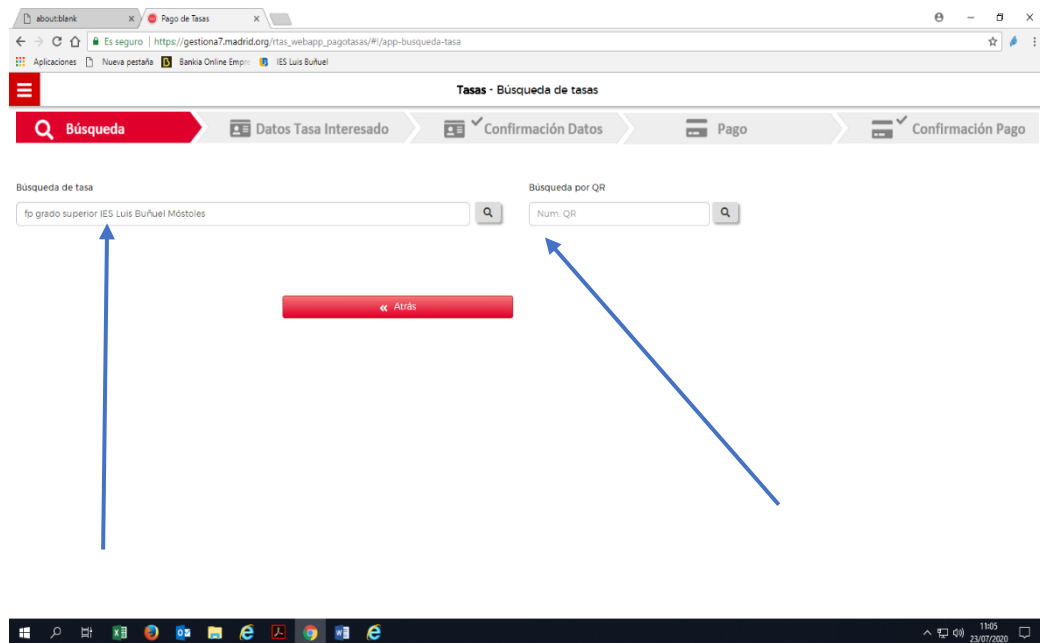 about:blank
Pago de Tasas
Es seguro | https://gestiona7.madrid.org/rtas_webapp_pagotasas/#!/app-busqueda-tasa
Aplicaciones Nueva pestaña Bankia Online Empre IES Luis Buñuel
Tasas - Búsqueda de tasas
Búsqueda Datos Tasa Interesado Confirmación Datos Pago Confirmación Pago
Búsqueda de tasa Búsqueda por QR
fp grado superior IES Luis Buñuel Móstoles Num. QR
« Atrás
11:05
23/07/2020